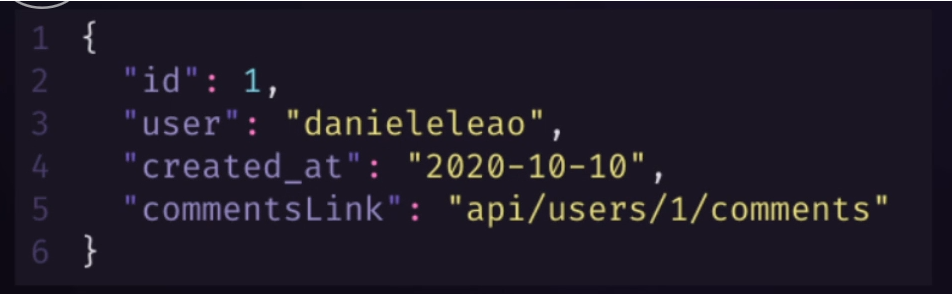 1 {
2 "id": 1,
3 "user": "danieleleao",
4 "created_at": "2020-10-10",
5 "commentsLink": "api/users/1/comments"
6 }